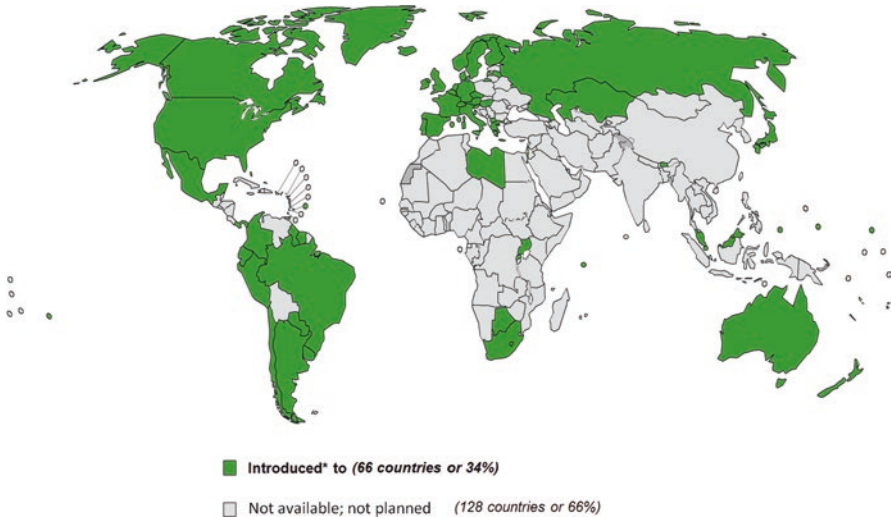 Introduced* to (66 countries or 34%)
Not available; not planned (128 countries or 66%)